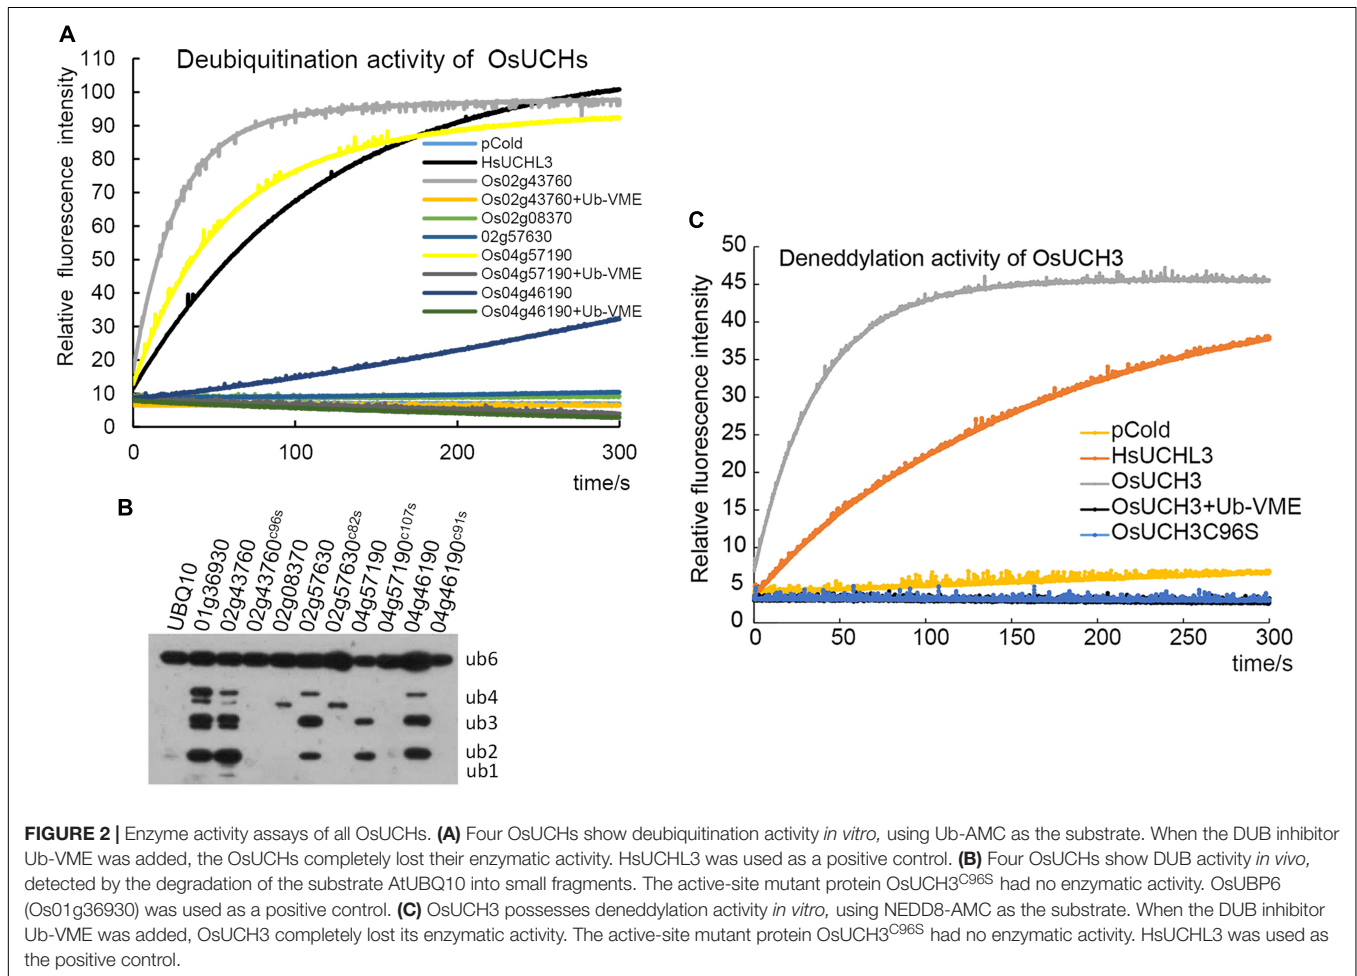 A
Deubiquitination activity of OsUCHs
Relative fluorescence intensity
110
100
90
80
70
60
50
40
30
20
10
0
0 100 200 300
time/s
pCold
HsUCHL3
Os02g43760
Os02g43760+Ub-VME
Os02g08370
02g57630
Os04g57190
Os04g57190+Ub-VME
Os04g46190
Os04g46190+Ub-VME
B
UBQ10
01g36930
02g43760
02g43760c96s
02g08370
02g57630
02g57630c82s
04g57190
04g57190c107s
04g46190
04g46190c91s
ub6
ub4
ub3
ub2
ub1
C
Deneddylation activity of OsUCH3
Relative fluorescence intensity
50
45
40
35
30
25
20
15
10
5
0
0 50 100 150 200 250 300
time/s
pCold
HsUCHL3
OsUCH3
OsUCH3+Ub-VME
OsUCH3C96S
FIGURE 2 | Enzyme activity assays of all OsUCHs. (A) Four OsUCHs show deubiquitination activity in vitro, using Ub-AMC as the substrate. When the DUB inhibitor
Ub-VME was added, the OsUCHs completely lost their enzymatic activity. HsUCHL3 was used as a positive control. (B) Four OsUCHs show DUB activity in vivo,
detected by the degradation of the substrate AtUBQ10 into small fragments. The active-site mutant protein OsUCH3C96S had no enzymatic activity. OsUBP6
(Os01g36930) was used as a positive control. (C) OsUCH3 possesses deneddylation activity in vitro, using NEDD8-AMC as the substrate. When the DUB inhibitor
Ub-VME was added, OsUCH3 completely lost its enzymatic activity. The active-site mutant protein OsUCH3C96S had no enzymatic activity. HsUCHL3 was used as
the positive control.